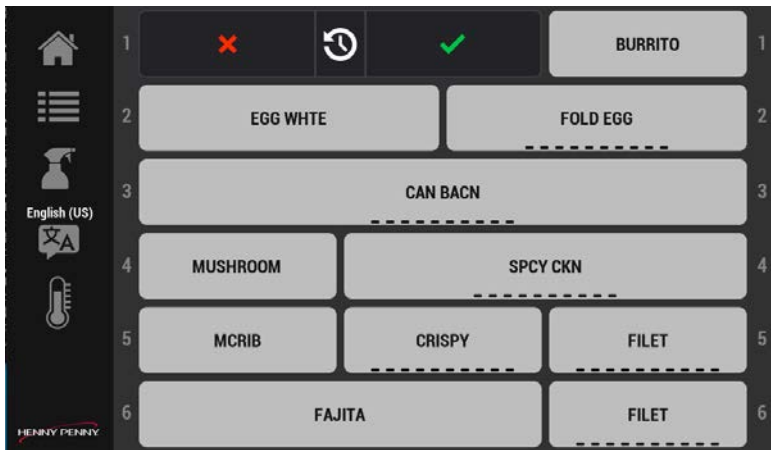 1 BURRITO 1
2 EGG WHTE FOLD EGG 2
3 CAN BACN 3
English (US)
文A
4 MUSHROOM SPCY CKN 4
5 MCRIB CRISPY FILET 5
6 FAJITA FILET 6
HENNY PENNY